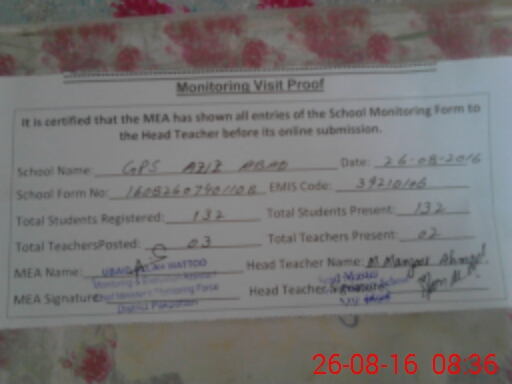 Monitoring Visit Proof
It is certified that the MEA has shown all entries of the School Monitoring Form to
the Head Teacher before its online submission.
School Name: GPS AZIZ ABAD Date: 26-08-2016
School Form No: EMIS Code: 39210106
Total Students Registered: 132 Total Students Present: 132
Total TeachersPosted: 03 Total Teachers Present: 02
MEA Name: Head Teacher Name: M Manzoor Ahmad
MEA Signature: Head Teacher
26-08-16 08:36